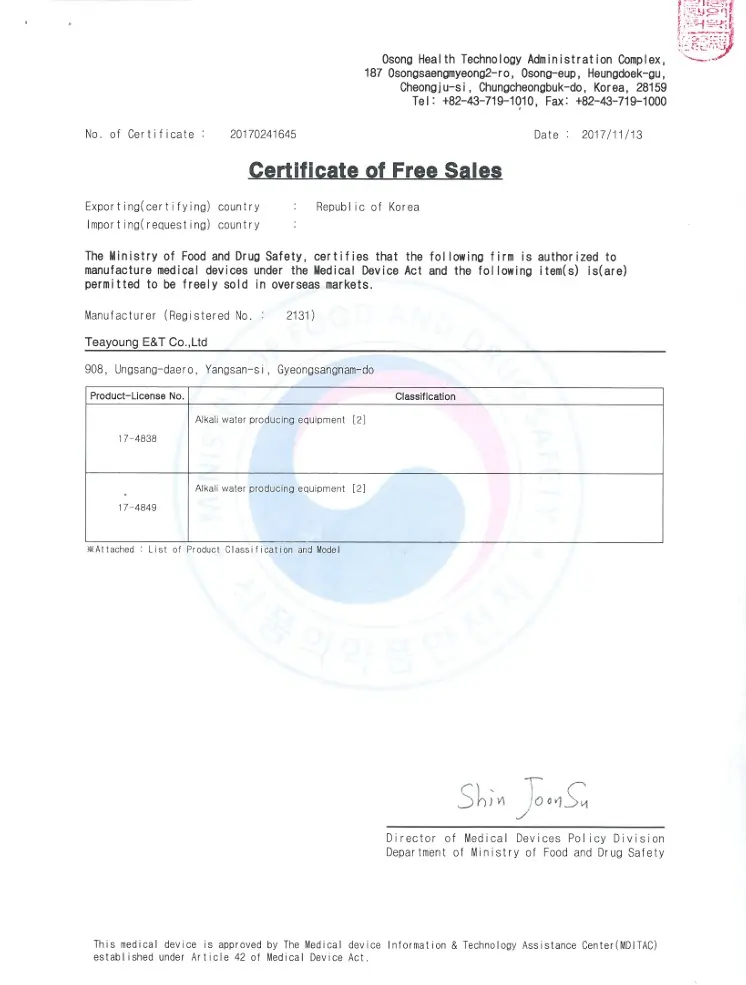 Osong Health Technology Administration Complex,
187 Osongsaengmyeong2-ro, Osong-eup, Heungdoek-gu,
Cheongju-si, Chungcheongbuk-do, Korea, 28159
Tel: +82-43-719-1010, Fax: +82-43-719-1000
No. of Certificate : 20170241645 Date : 2017/11/13
Certificate of Free Sales
Exporting(certifying) country : Republic of Korea
Importing(requesting) country :
The Ministry of Food and Drug Safety, certifies that the following firm is authorized to
manufacture medical devices under the Medical Device Act and the following item(s) is(are)
permitted to be freely sold in overseas markets.
Manufacturer (Registered No. : 2131)
Teayoung E&T Co.,Ltd
908, Ungsang-daero, Yangsan-si, Gyeongsangnam-do
Product-License No. Classification
Alkali water producing equipment [2]
17-4838
Alkali water producing equipment [2]
17-4849
※Attached : List of Product Classification and Model
식품의약품안전처
Shin JoonSu
Director of Medical Devices Policy Division
Department of Ministry of Food and Drug Safety
This medical device is approved by The Medical device Information & Technology Assistance Center(MDITAC)
established under Article 42 of Medical Device Act.